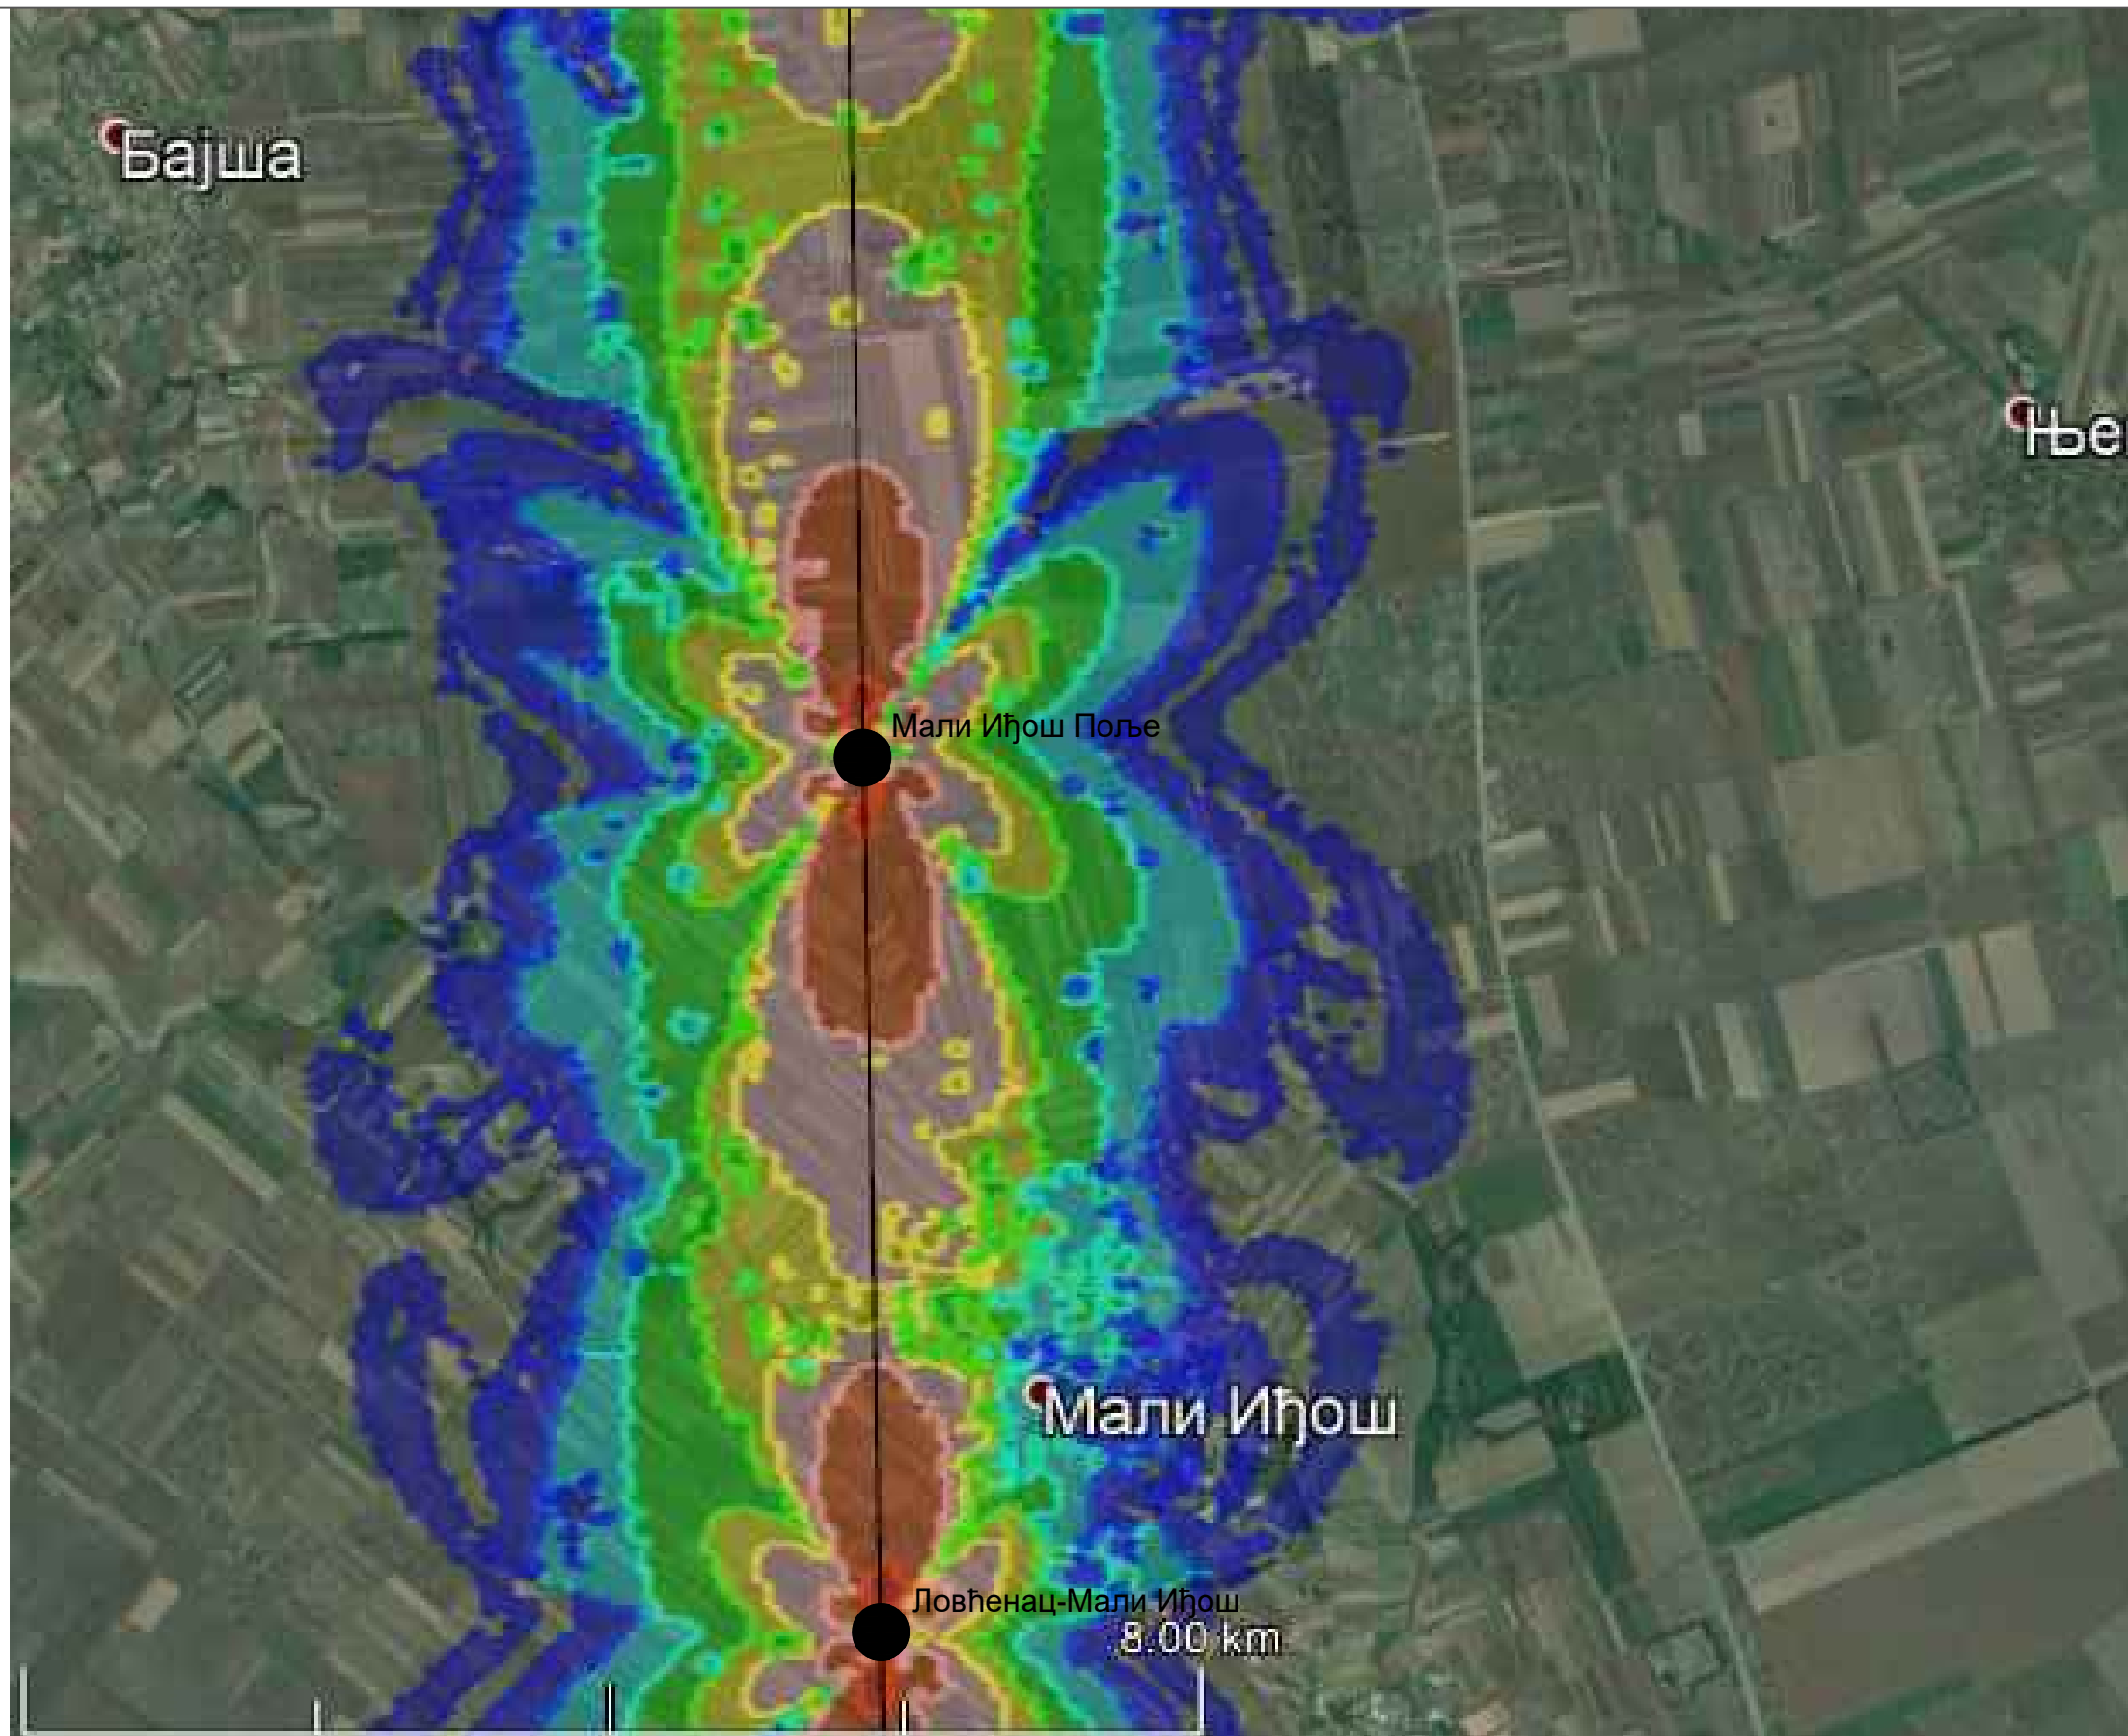 Бајша
Ње
Мали Иђош Поље
Мали Иђош
Ловћенац-Мали Иђош
8.00 km